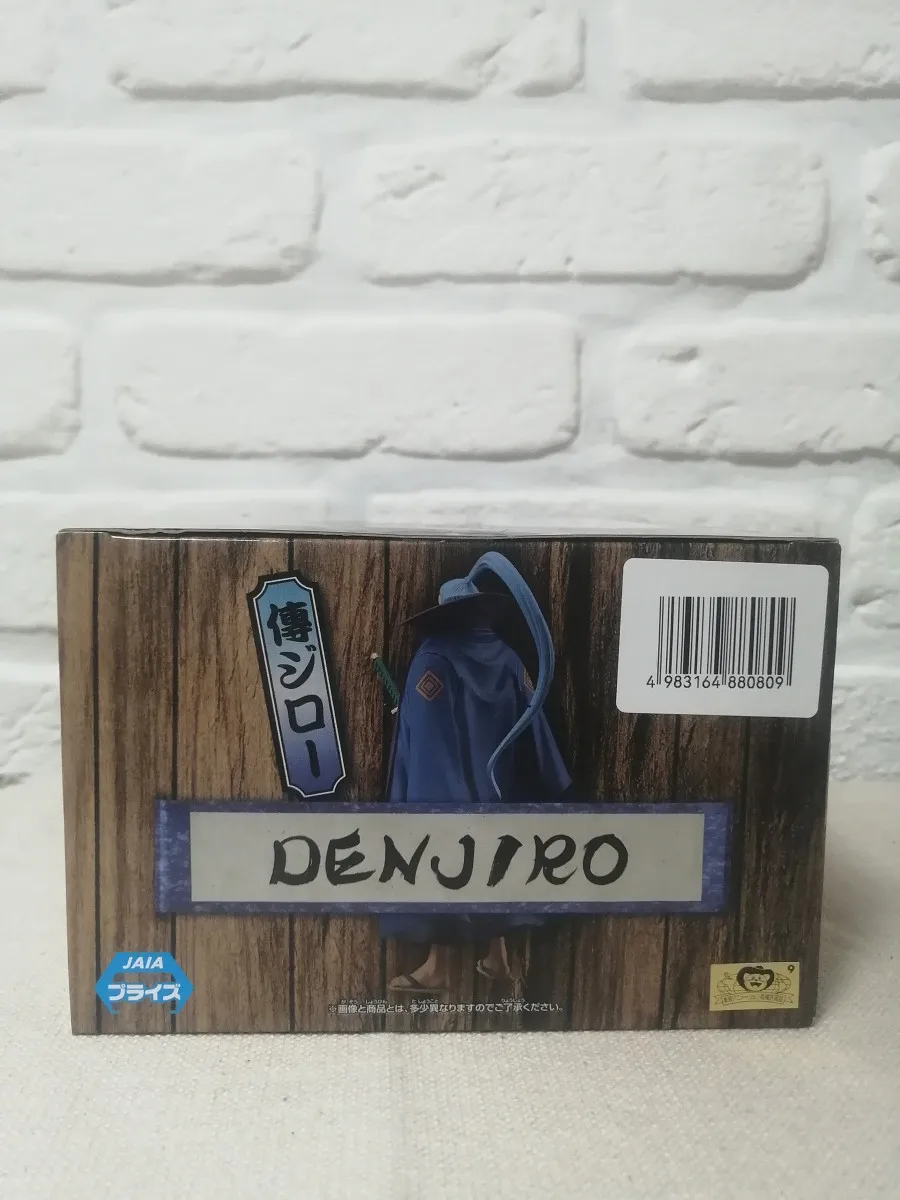 傳ジロー
4 983164 880809
DENJIRO
JAIA
プライズ
9
※画像と商品とは、多少異なりますのでご了承ください。